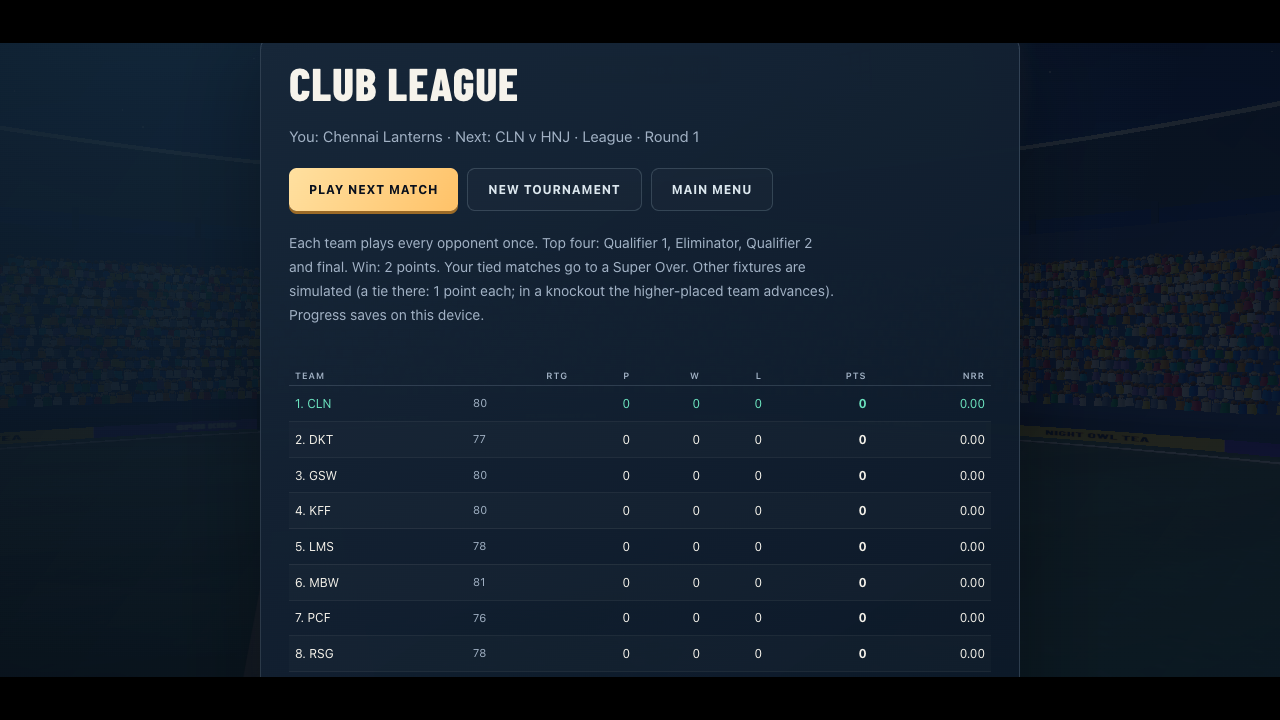 CLUB LEAGUE
You: Chennai Lanterns · Next: CLN v HNJ · League · Round 1
PLAY NEXT MATCH NEW TOURNAMENT MAIN MENU
Each team plays every opponent once. Top four: Qualifier 1, Eliminator, Qualifier 2
and final. Win: 2 points. Your tied matches go to a Super Over. Other fixtures are
simulated (a tie there: 1 point each; in a knockout the higher-placed team advances).
Progress saves on this device.
TEAM RTG P W L PTS NRR
1. CLN 80 0 0 0 0 0.00
2. DKT 77 0 0 0 0 0.00
3. GSW 80 0 0 0 0 0.00
4. KFF 80 0 0 0 0 0.00
5. LMS 78 0 0 0 0 0.00
6. MBW 81 0 0 0 0 0.00
7. PCF 76 0 0 0 0 0.00
8. RSG 78 0 0 0 0 0.00
NIGHT OWL TEA